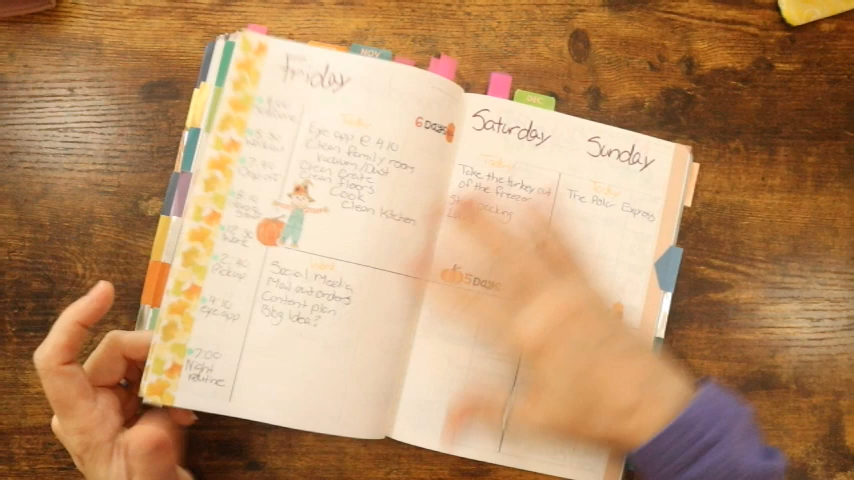 NOV
DEC
Friday
Today
6 DAYS
Eye app @ 4:10
Clean family room
Vacuum/Dust
Clean Crate
Floors
Cook
Clean Kitchen
Work
2:30
Pickup
4:10
Eye app
7:00
Night
routine
Social Media
Mail out orders
Content plan
Blog Idea?
Saturday
Today
Take the turkey out
of the freezer
5 DAYS
Sunday
Today
The Polar Express